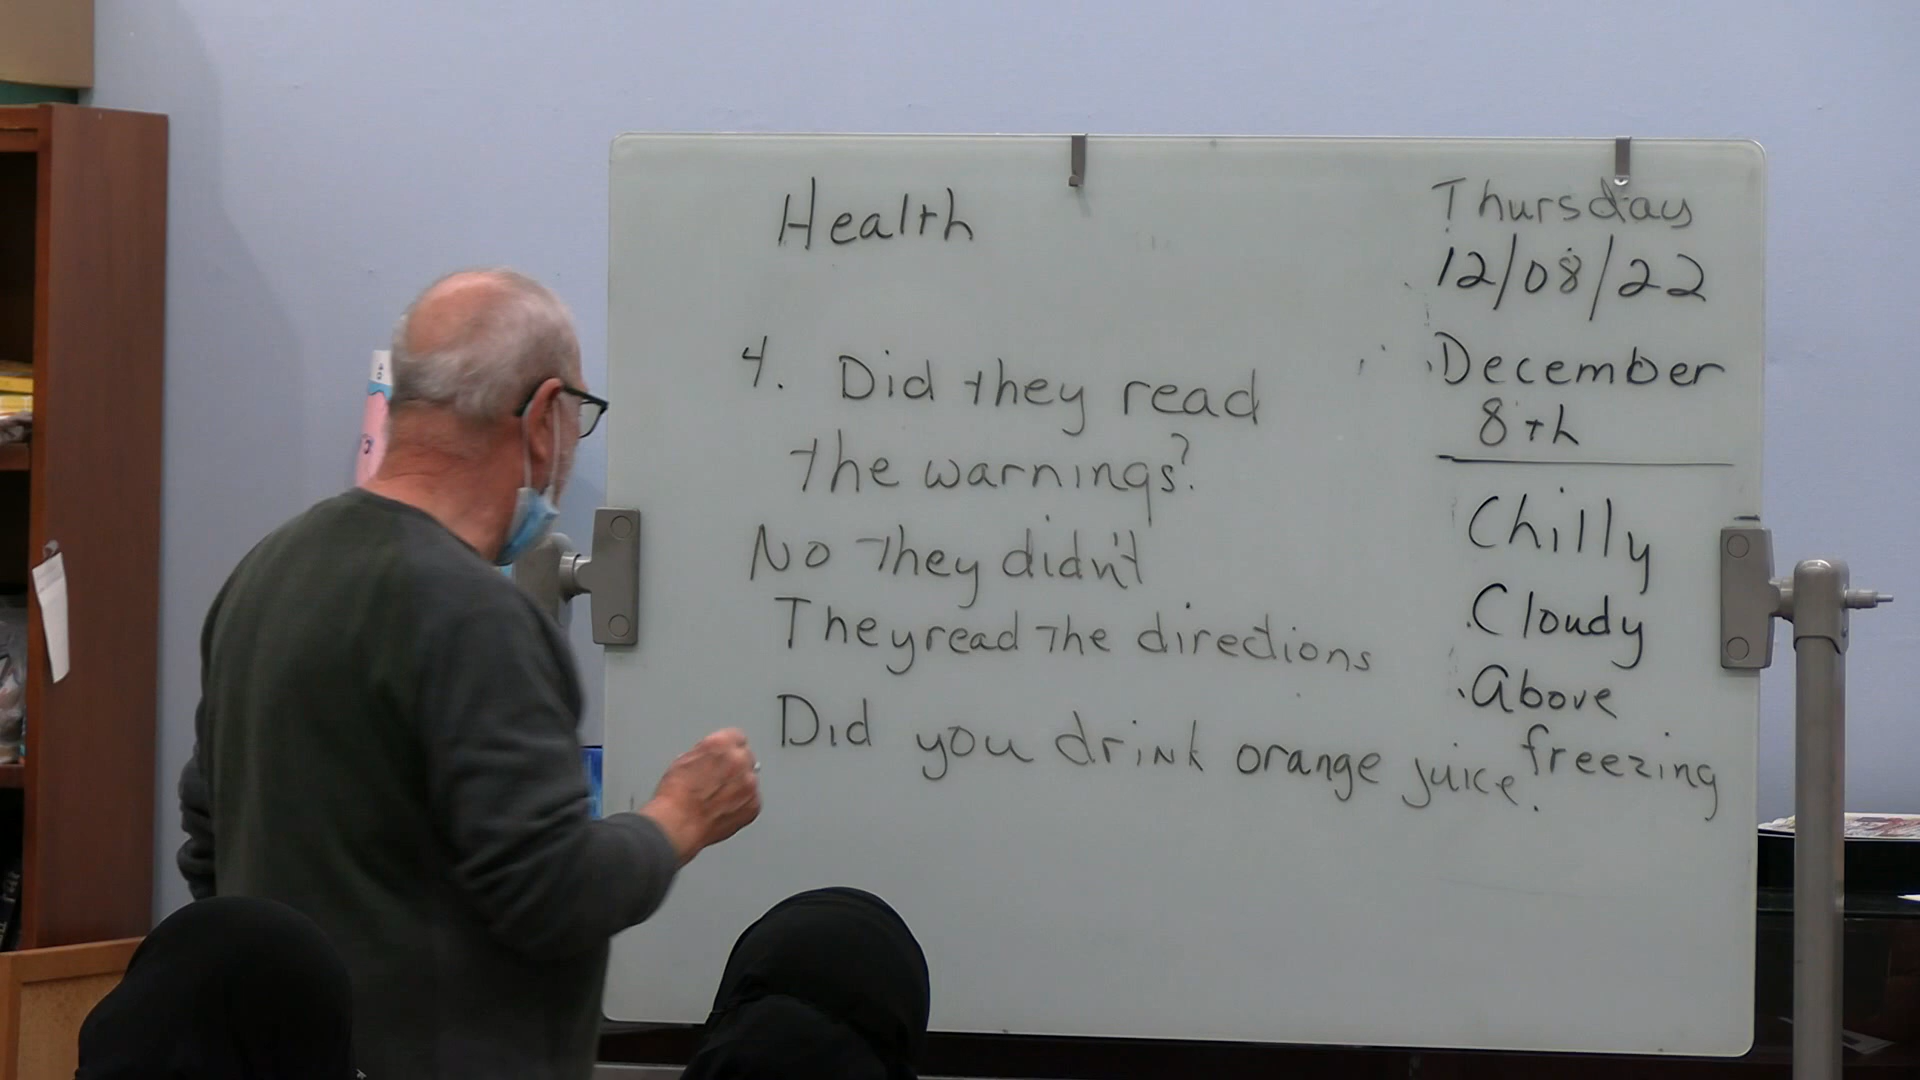 Health
4. Did they read
the warnings?
No they didn't
They read the directions
Did you drink orange juice.
Thursday
12/08/22
December
8th
Chilly
Cloudy
Above
freezing